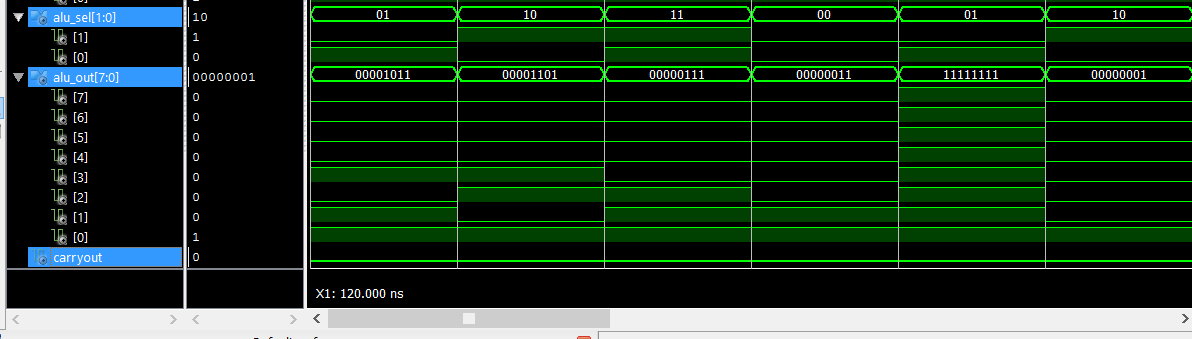 alu_sel[1:0] 10 01 10 11 00 01 10
[1] 1
[0] 0
alu_out[7:0] 00000001 00001011 00001101 00000111 00000011 11111111 00000001
[7] 0
[6] 0
[5] 0
[4] 0
[3] 0
[2] 0
[1] 0
[0] 1
carryout 0
X1: 120.000 ns